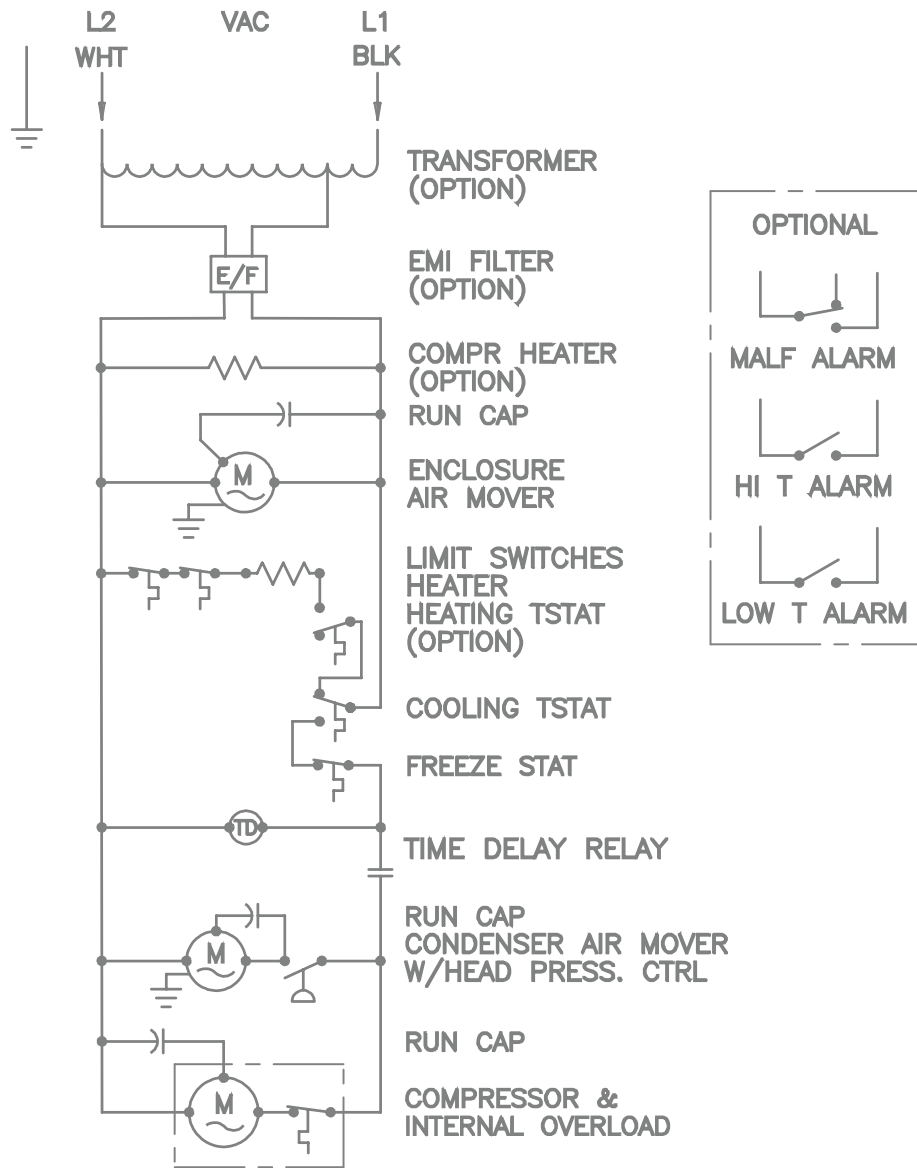 L2 VAC L1
WHT BLK
TRANSFORMER
(OPTION)
OPTIONAL
E/F
EMI FILTER
(OPTION)
COMPR HEATER
(OPTION)
MALF ALARM
RUN CAP
M
ENCLOSURE
AIR MOVER
HI T ALARM
LIMIT SWITCHES
HEATER
HEATING TSTAT
(OPTION)
LOW T ALARM
COOLING TSTAT
FREEZE STAT
TD
TIME DELAY RELAY
RUN CAP
M
CONDENSER AIR MOVER
W/HEAD PRESS. CTRL
RUN CAP
M
COMPRESSOR &
INTERNAL OVERLOAD